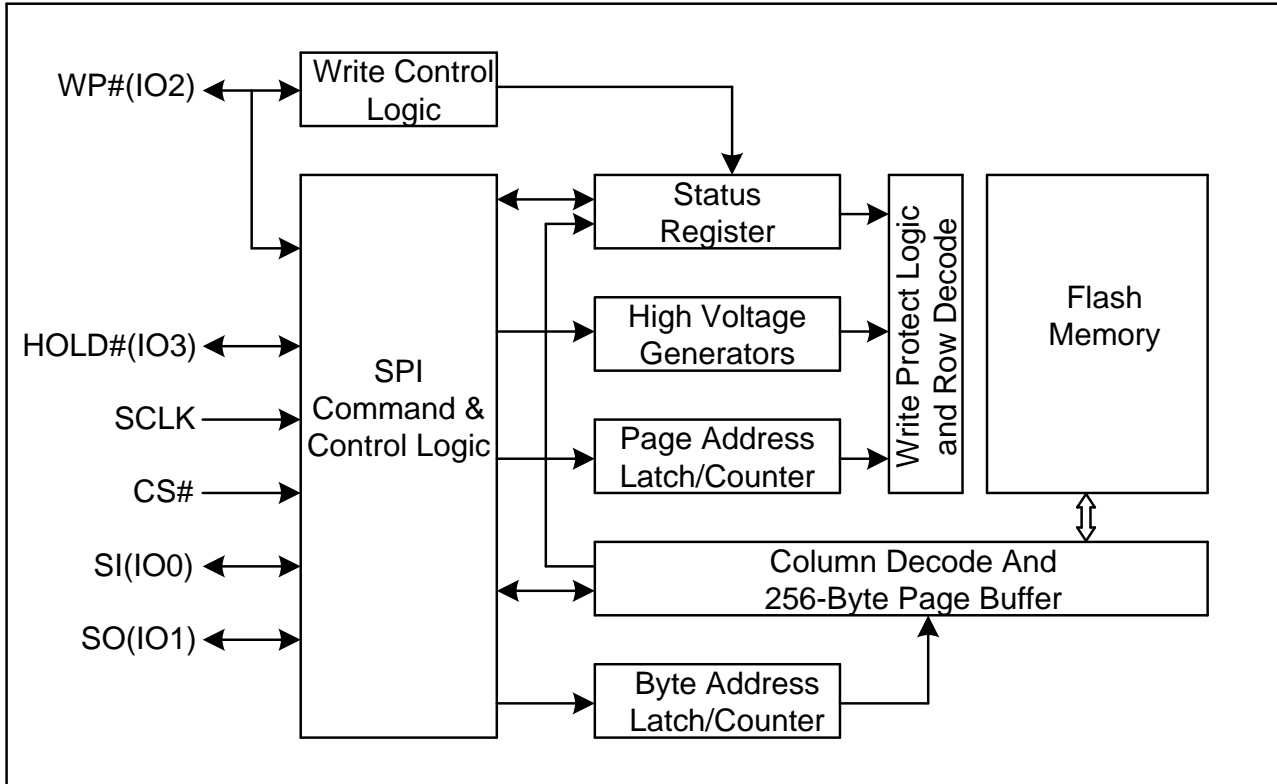 WP#(IO2)
Write Control
Logic
Status
Register
Write Protect Logic
and Row Decode
Flash
Memory
HOLD#(IO3)
High Voltage
Generators
SPI
Command &
Control Logic
SCLK
Page Address
Latch/Counter
CS#
SI(IO0)
Column Decode And
256-Byte Page Buffer
SO(IO1)
Byte Address
Latch/Counter